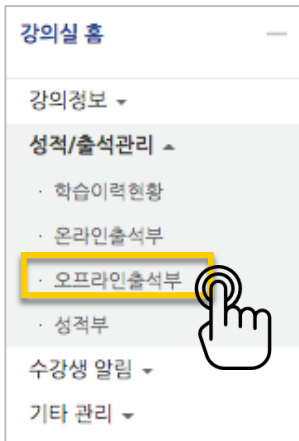 강의실 홈
강의정보
성적/출석관리
· 학습이력현황
· 온라인출석부
· 오프라인출석부
· 성적부
수강생 알림
기타 관리